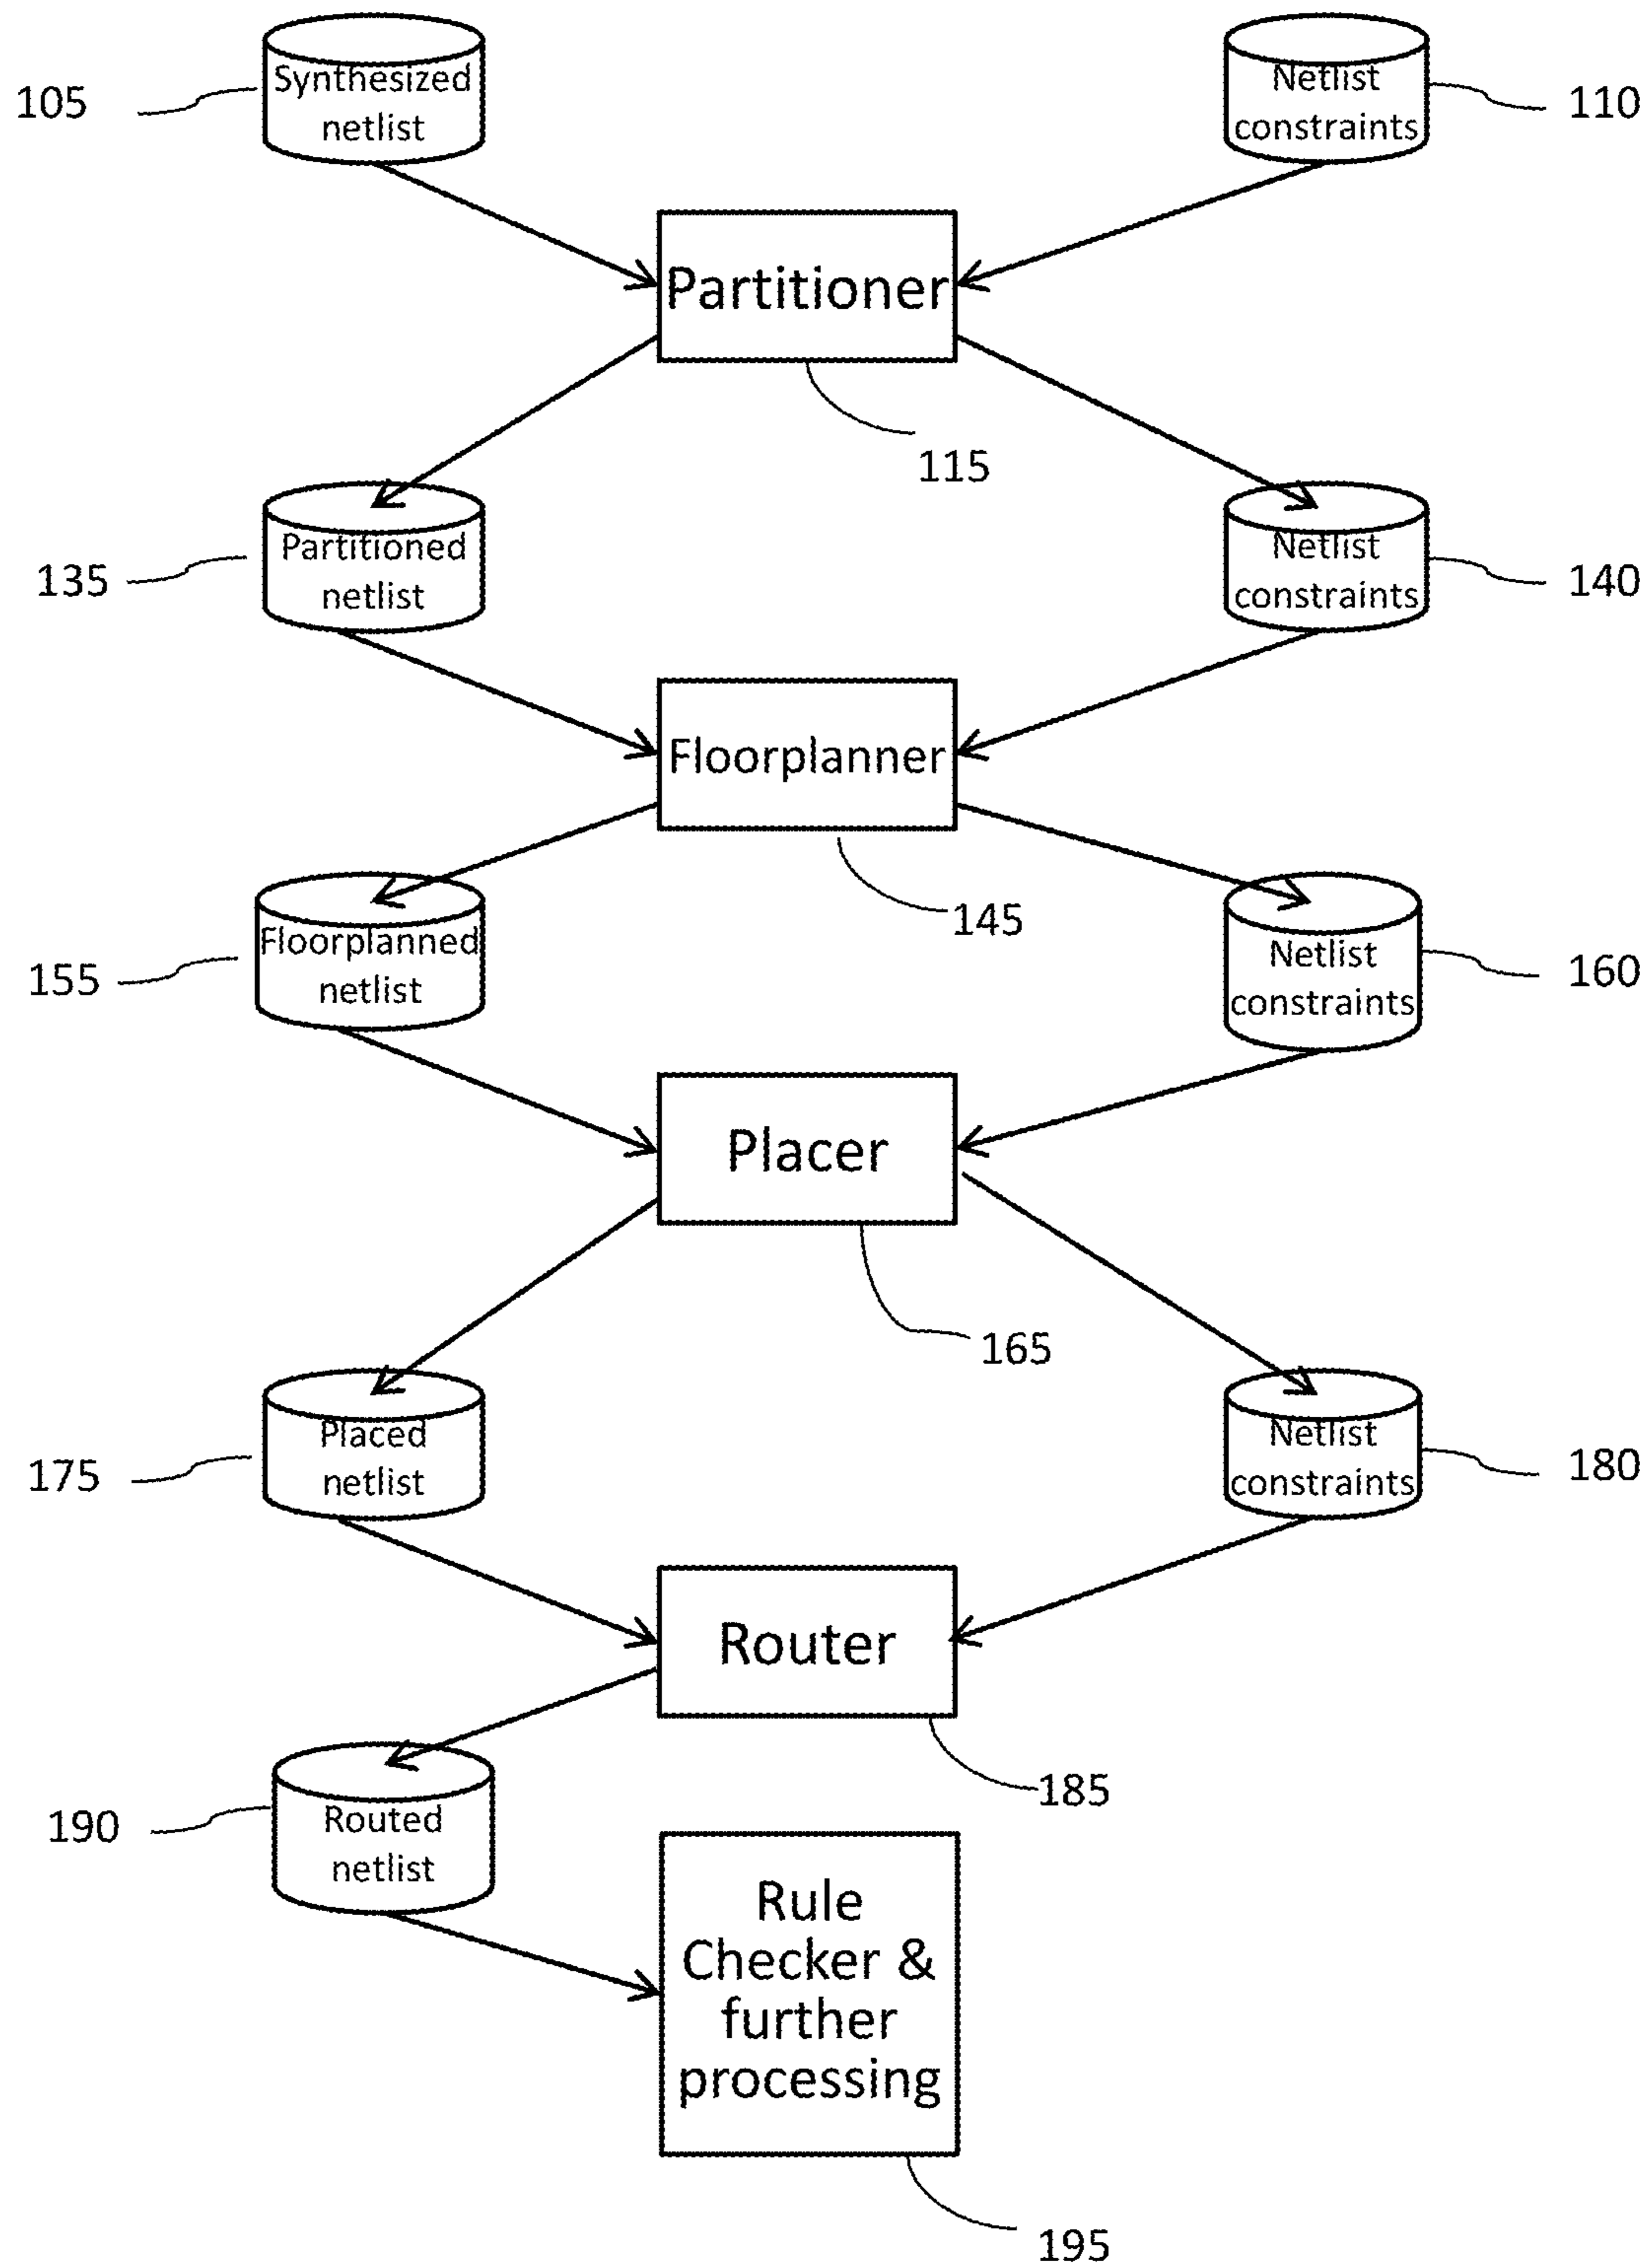 105
Synthesized
netlist
Netlist
constraints
110
Partitioner
115
135
Partitioned
netlist
Netlist
constraints
140
Floorplanner
145
155
Floorplanned
netlist
Netlist
constraints
160
Placer
165
175
Placed
netlist
Netlist
constraints
180
Router
185
190
Routed
netlist
Rule
Checker &
further
processing
195